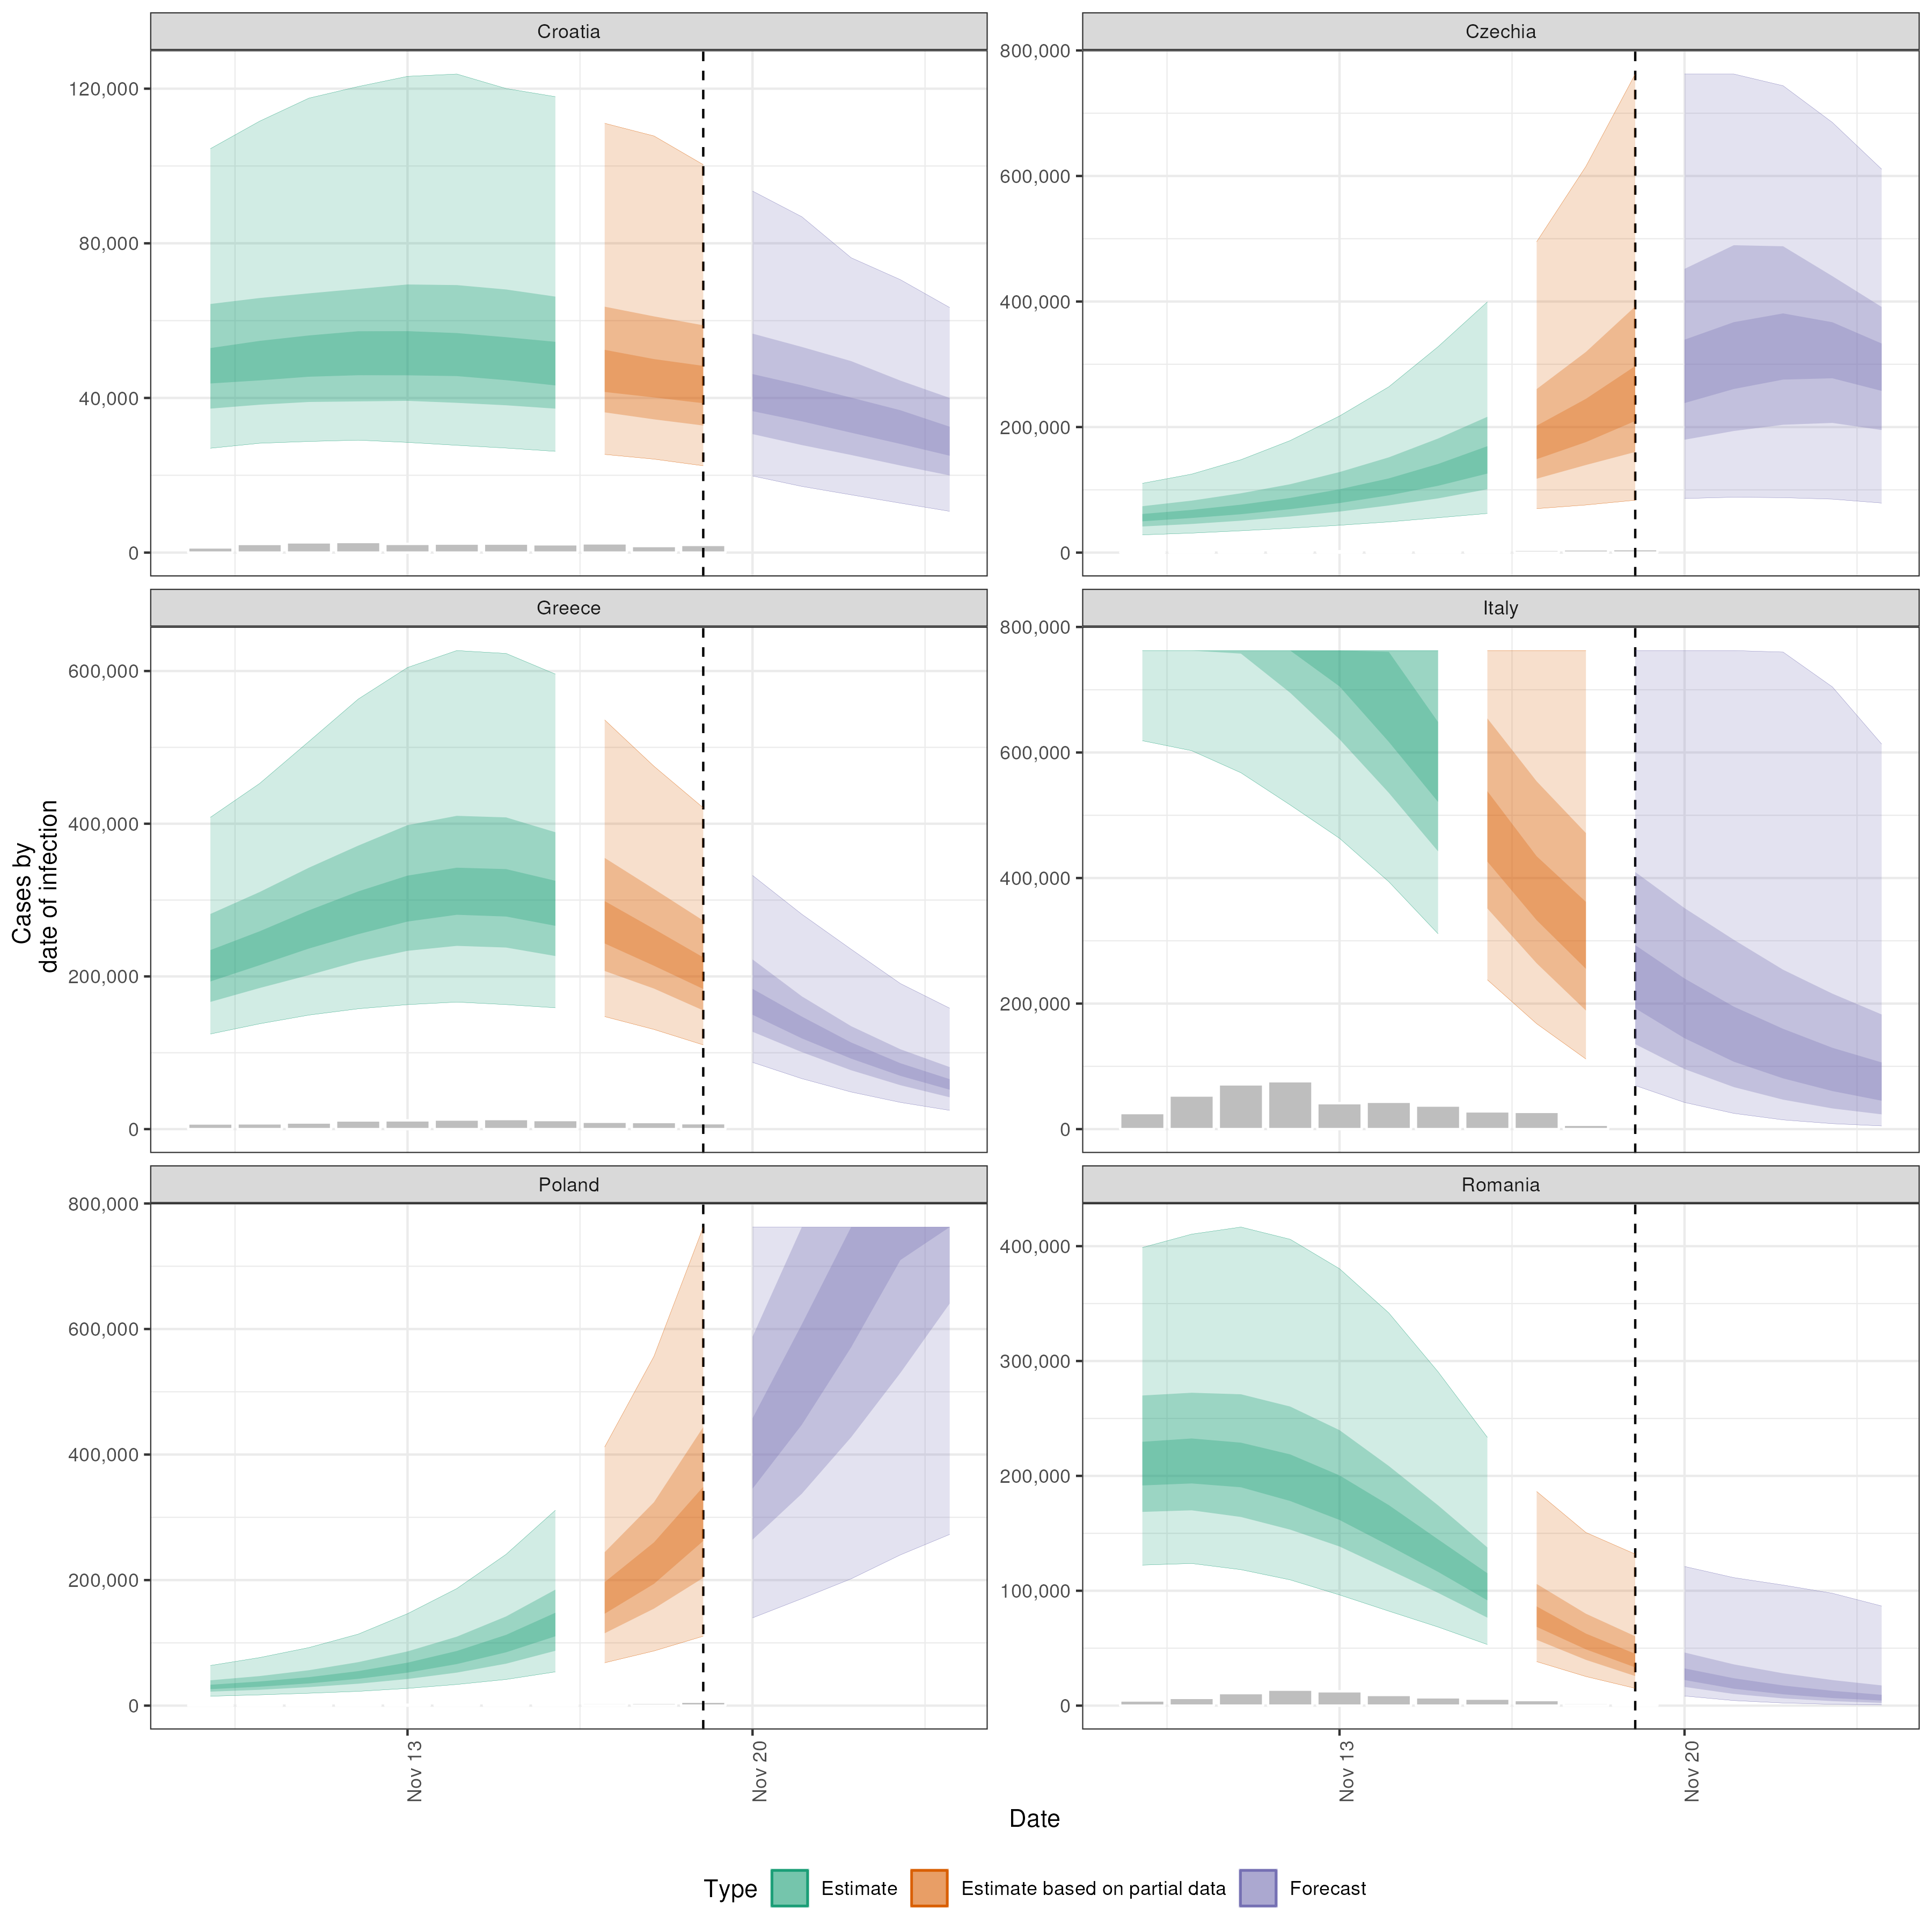 Croatia
Czechia
120,000
80,000
40,000
0
800,000
600,000
400,000
200,000
0
Greece
Italy
600,000
400,000
200,000
0
800,000
600,000
400,000
200,000
0
Poland
Romania
800,000
600,000
400,000
200,000
0
400,000
300,000
200,000
100,000
0
Cases by
date of infection
Nov 13
Nov 20
Nov 13
Nov 20
Date
Type Estimate Estimate based on partial data Forecast